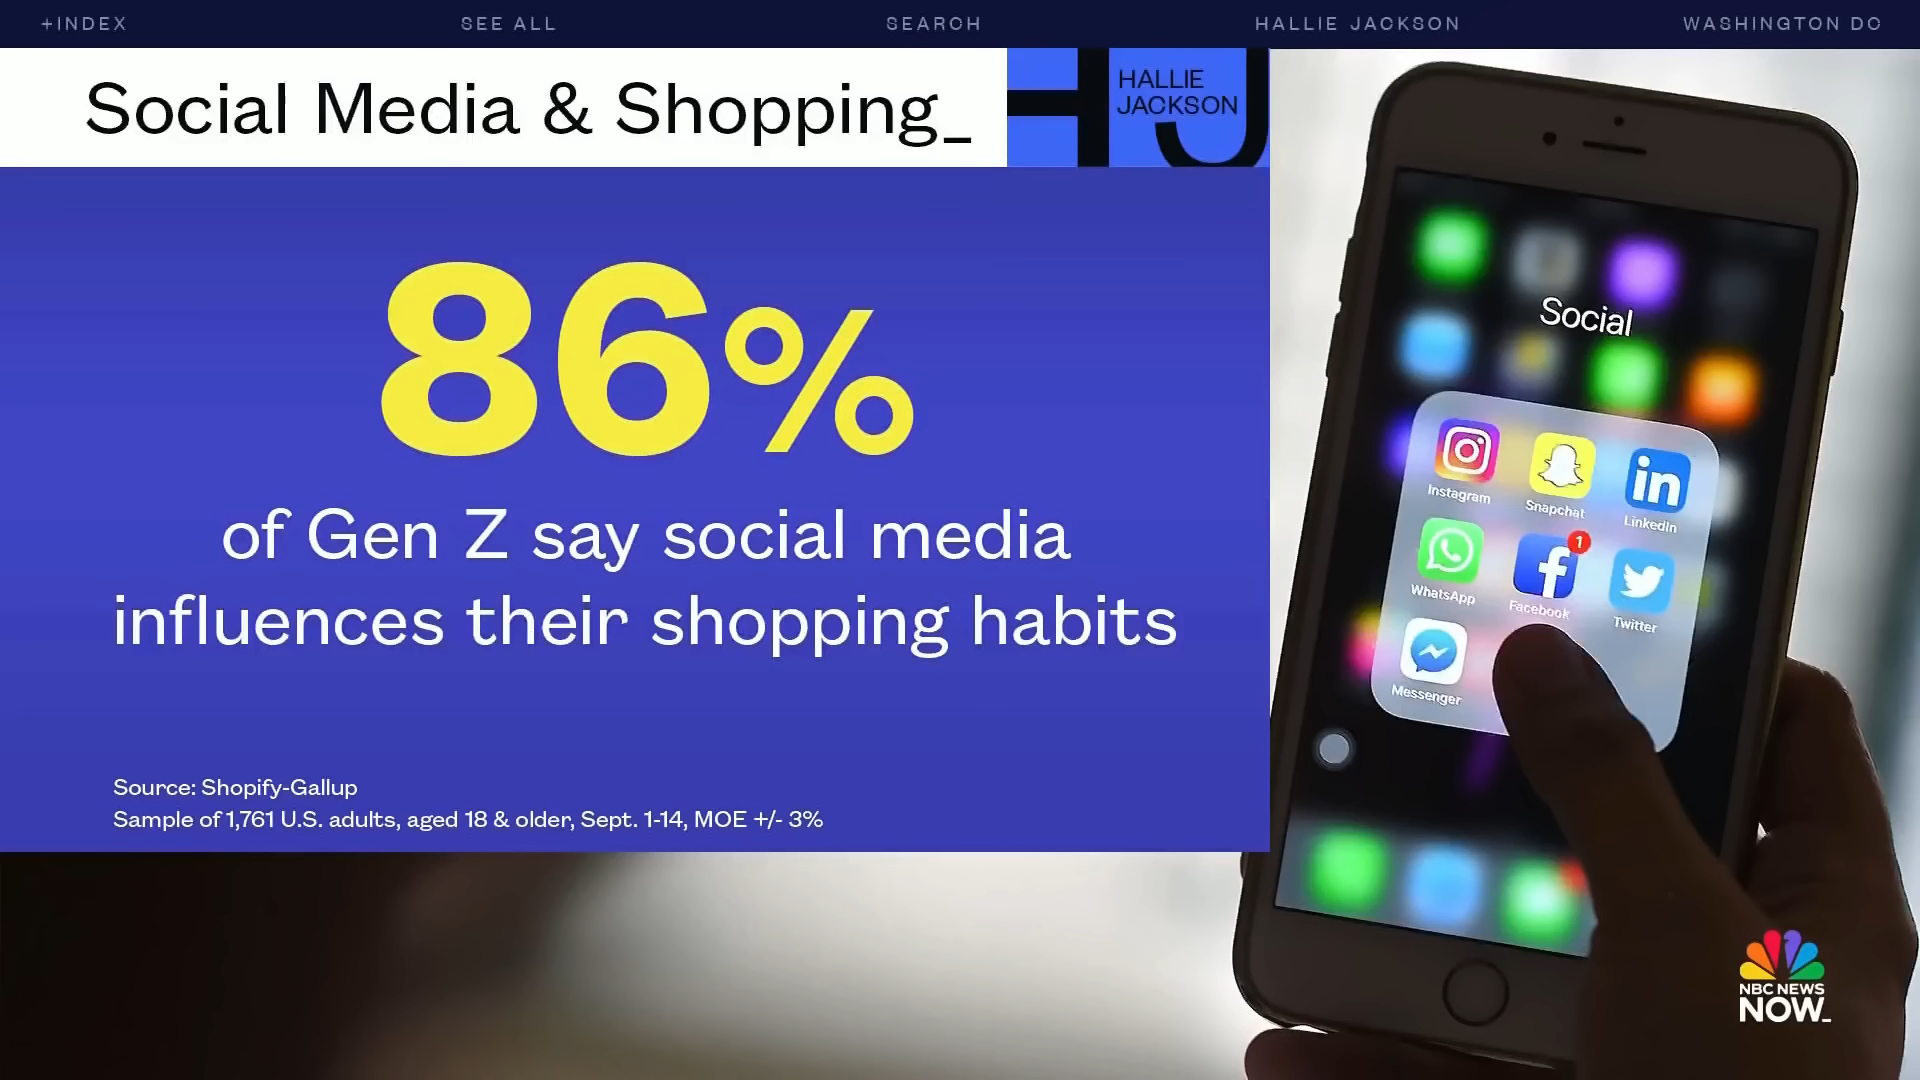 +INDEX
SEE ALL
SEARCH
HALLIE JACKSON
WASHINGTON DC
Social Media & Shopping_
HALLIE
JACKSON
86%
of Gen Z say social media
influences their shopping habits
Source: Shopify-Gallup
Sample of 1,761 U.S. adults, aged 18 & older, Sept. 1-14, MOE +/- 3%
Social
Instagram
Snapchat
LinkedIn
WhatsApp
1
Facebook
Twitter
Messenger
NBC NEWS
NOW_